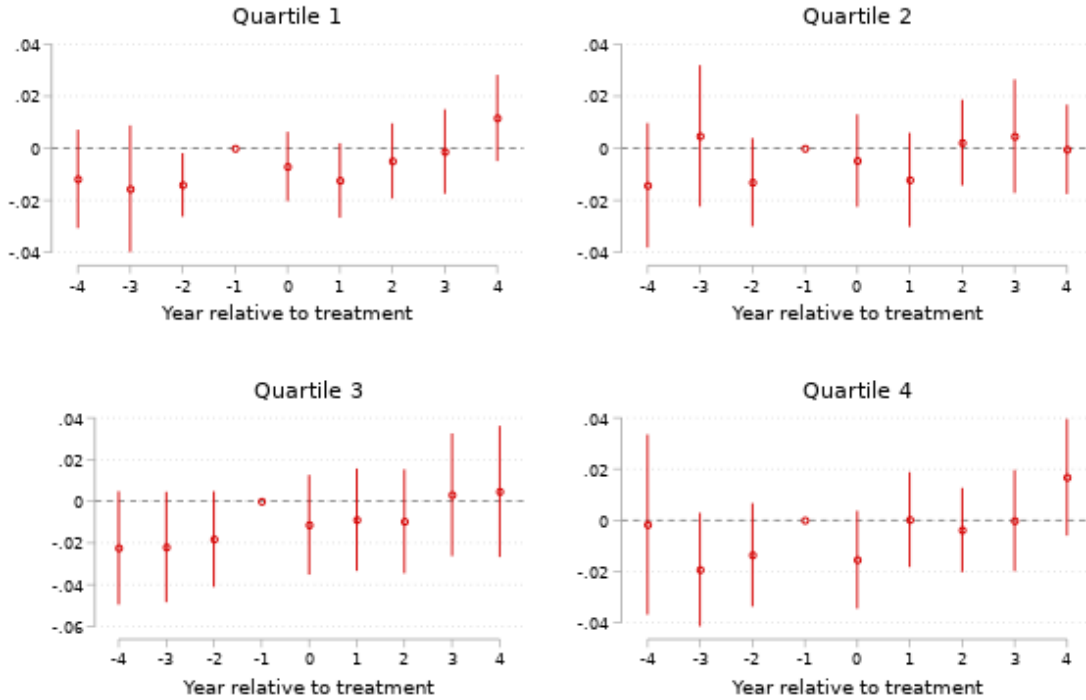 Quartile 1
.04
.02
0
-.02
-.04
-4 -3 -2 -1 0 1 2 3 4
Year relative to treatment
Quartile 2
.04
.02
0
-.02
-.04
-4 -3 -2 -1 0 1 2 3 4
Year relative to treatment
Quartile 3
.04
.02
0
-.02
-.04
-.06
-4 -3 -2 -1 0 1 2 3 4
Year relative to treatment
Quartile 4
.04
.02
0
-.02
-.04
-4 -3 -2 -1 0 1 2 3 4
Year relative to treatment